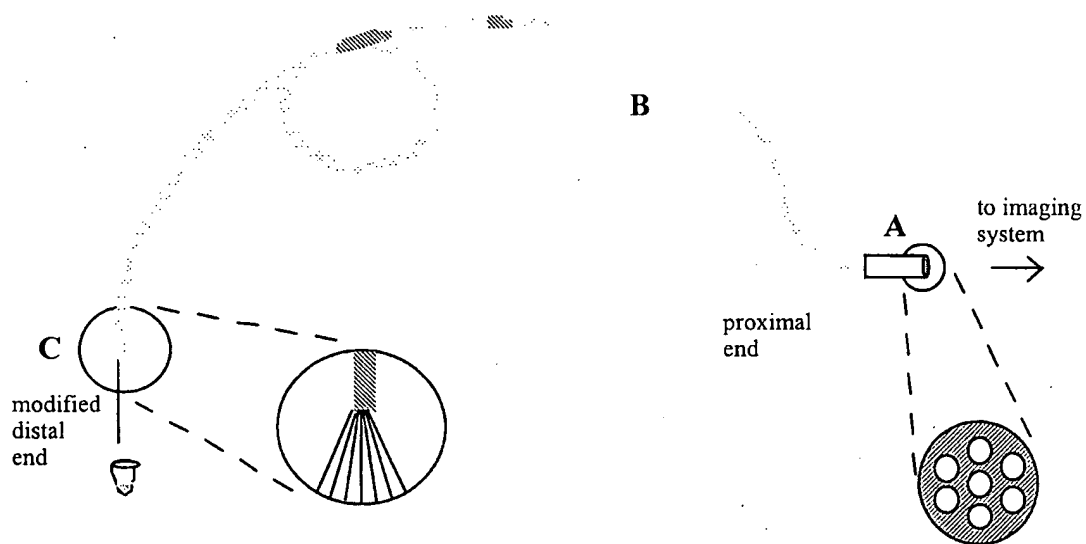 B
to imaging
system
A
proximal
end
C
modified
distal
end